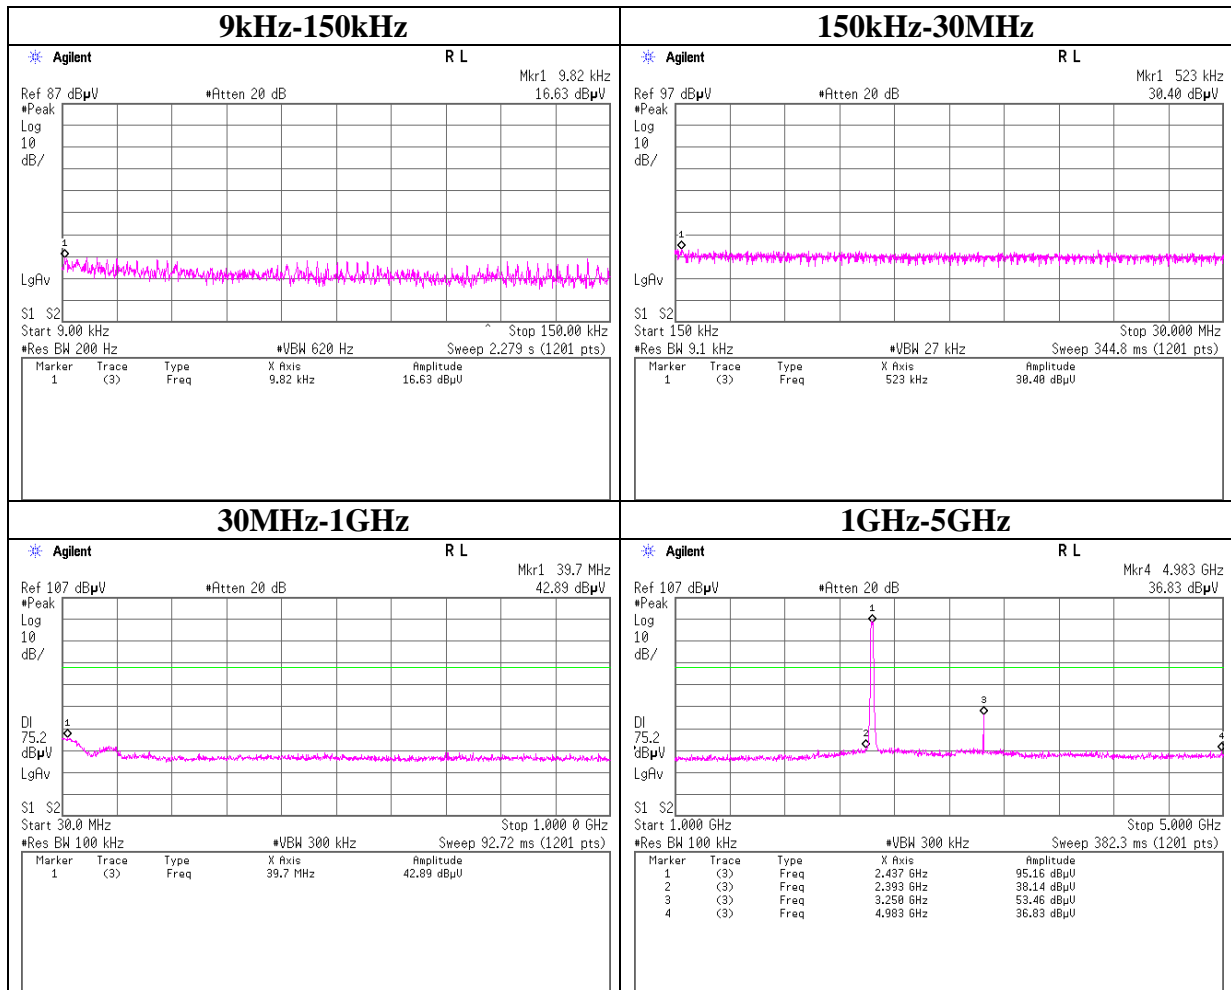 9kHz-150kHz
Agilent
R L
Mkr1 9.82 kHz
Ref 87 dBµV #Atten 20 dB 16.63 dBµV
#Peak
Log
10
dB/
1
LgAv
S1 S2
Start 9.00 kHz ^ Stop 150.00 kHz
#Res BW 200 Hz #VBW 620 Hz Sweep 2.279 s (1201 pts)
Marker Trace Type X Axis Amplitude
1 (3) Freq 9.82 kHz 16.63 dBµV
150kHz-30MHz
Agilent
R L
Mkr1 523 kHz
Ref 97 dBµV #Atten 20 dB 30.40 dBµV
#Peak
Log
10
dB/
1
LgAv
S1 S2
Start 150 kHz Stop 30.000 MHz
#Res BW 9.1 kHz #VBW 27 kHz Sweep 344.8 ms (1201 pts)
Marker Trace Type X Axis Amplitude
1 (3) Freq 523 kHz 30.40 dBµV
30MHz-1GHz
Agilent
R L
Mkr1 39.7 MHz
Ref 107 dBµV #Atten 20 dB 42.89 dBµV
#Peak
Log
10
dB/
1
DI
75.2
dBµV
LgAv
S1 S2
Start 30.0 MHz Stop 1.000 0 GHz
#Res BW 100 kHz #VBW 300 kHz Sweep 92.72 ms (1201 pts)
Marker Trace Type X Axis Amplitude
1 (3) Freq 39.7 MHz 42.89 dBµV
1GHz-5GHz
Agilent
R L
Mkr4 4.983 GHz
Ref 107 dBµV #Atten 20 dB 36.83 dBµV
#Peak
Log
10
dB/
1
3
2
4
DI
75.2
dBµV
LgAv
S1 S2
Start 1.000 GHz Stop 5.000 GHz
#Res BW 100 kHz #VBW 300 kHz Sweep 382.3 ms (1201 pts)
Marker Trace Type X Axis Amplitude
1 (3) Freq 2.437 GHz 95.16 dBµV
2 (3) Freq 2.393 GHz 38.14 dBµV
3 (3) Freq 3.250 GHz 53.46 dBµV
4 (3) Freq 4.983 GHz 36.83 dBµV